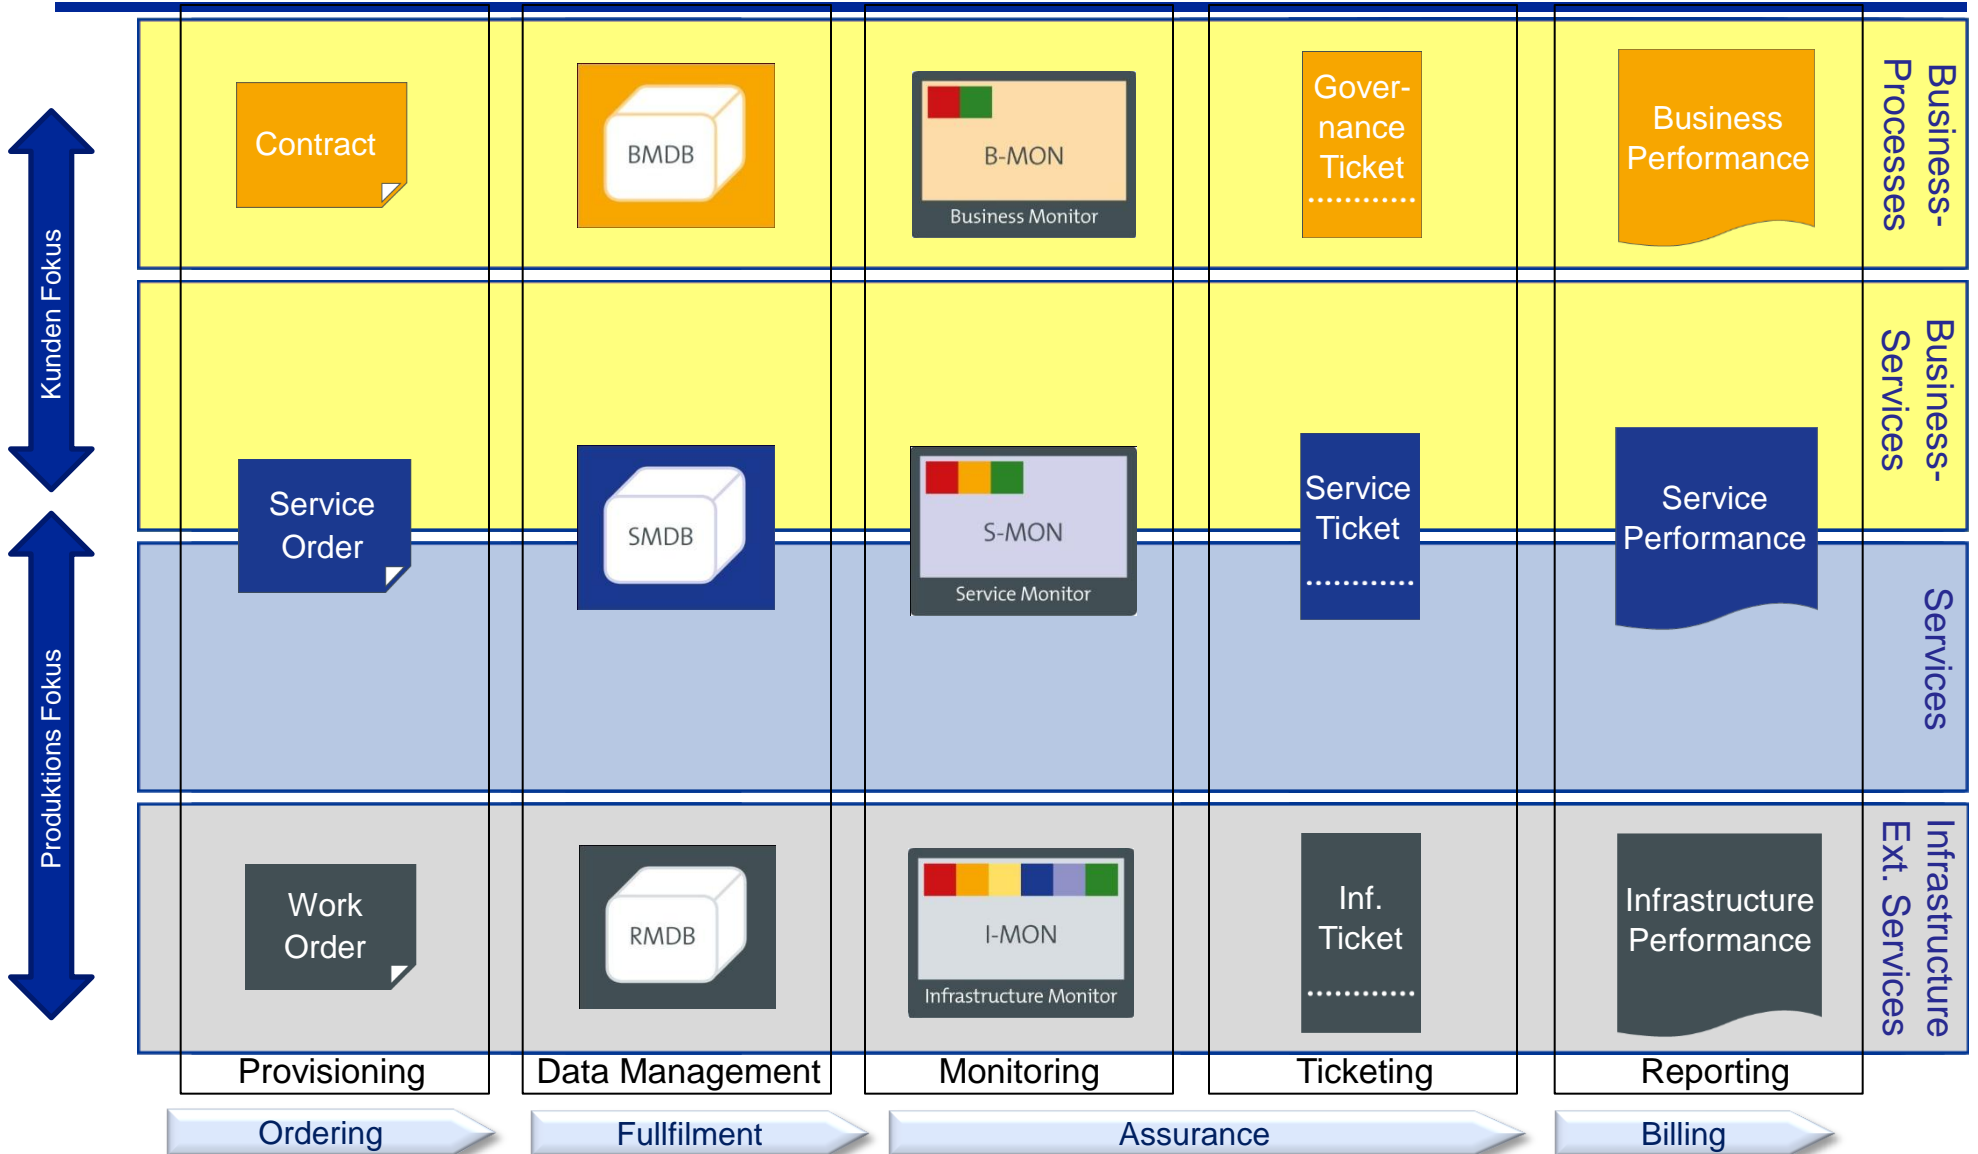 Contract
BMDB
B-MON
Business Monitor
Gover-
nance
Ticket
Business
Performance
Business-
Processes
Kunden Fokus
Service
Order
SMDB
S-MON
Service Monitor
Service
Ticket
Service
Performance
Business-
Services
Services
Produktions Fokus
Work
Order
RMDB
I-MON
Infrastructure Monitor
Inf.
Ticket
Infrastructure
Performance
Infrastructure
Ext. Services
Provisioning
Data Management
Monitoring
Ticketing
Reporting
Ordering
Fullfilment
Assurance
Billing